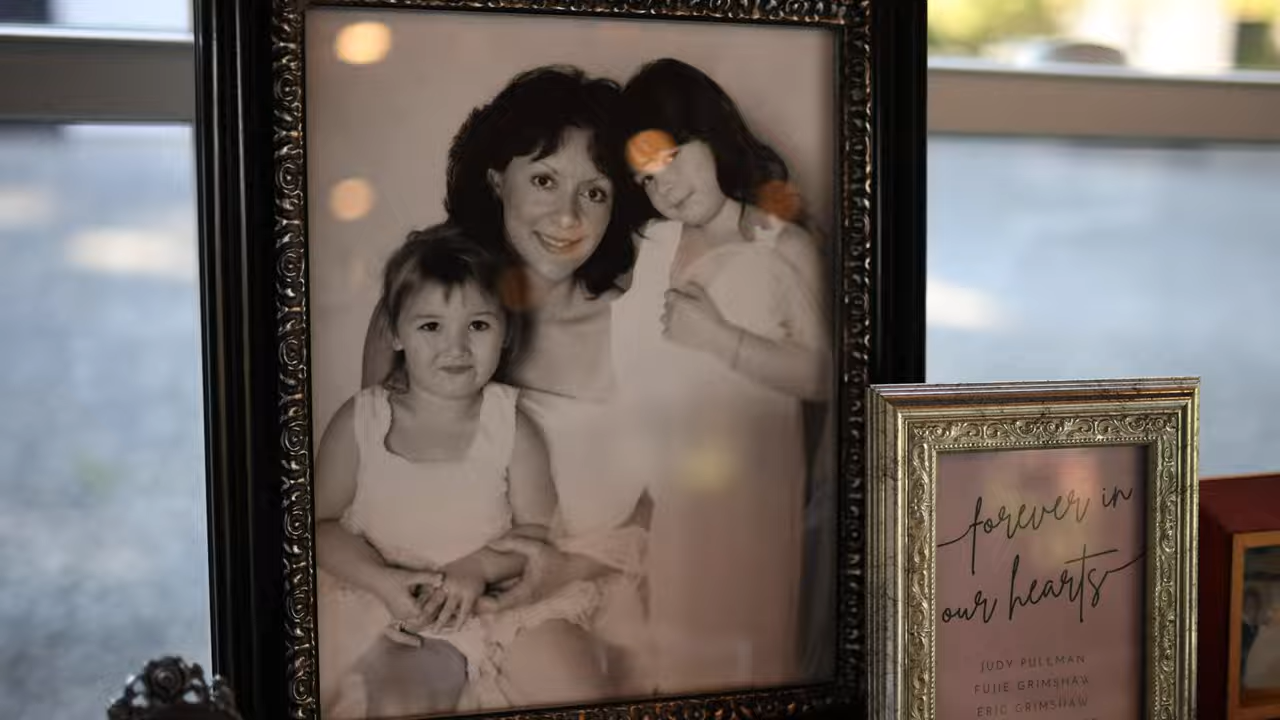 forever in
our hearts
JUDY PULLMAN
FUJIE GRIMSHAW
ERIC GRIMSHAW